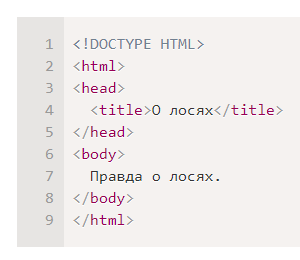 1 <!DOCTYPE HTML>
2 <html>
3 <head>
4   <title>О лосях</title>
5 </head>
6 <body>
7   Правда о лосях.
8 </body>
9 </html>